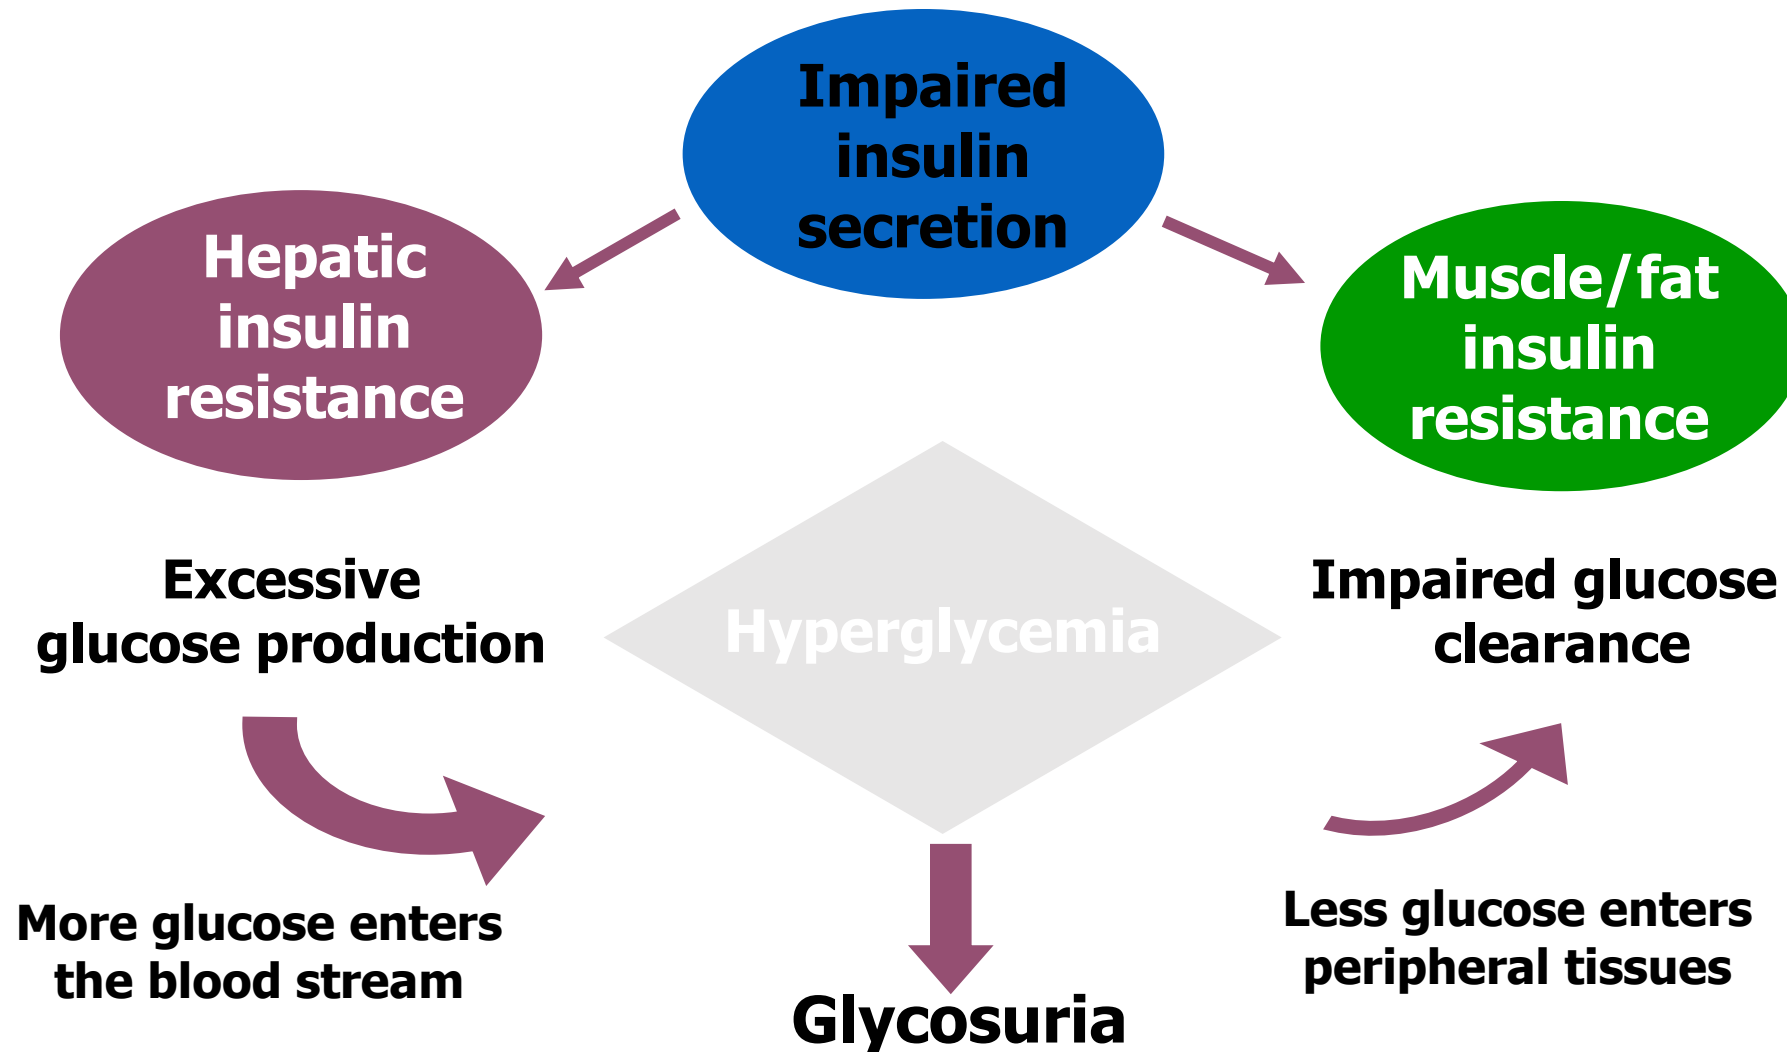 Impaired
insulin
secretion
Hepatic
insulin
resistance
Muscle/fat
insulin
resistance
Excessive
glucose production
Hyperglycemia
Impaired glucose
clearance
More glucose enters
the blood stream
Less glucose enters
peripheral tissues
Glycosuria